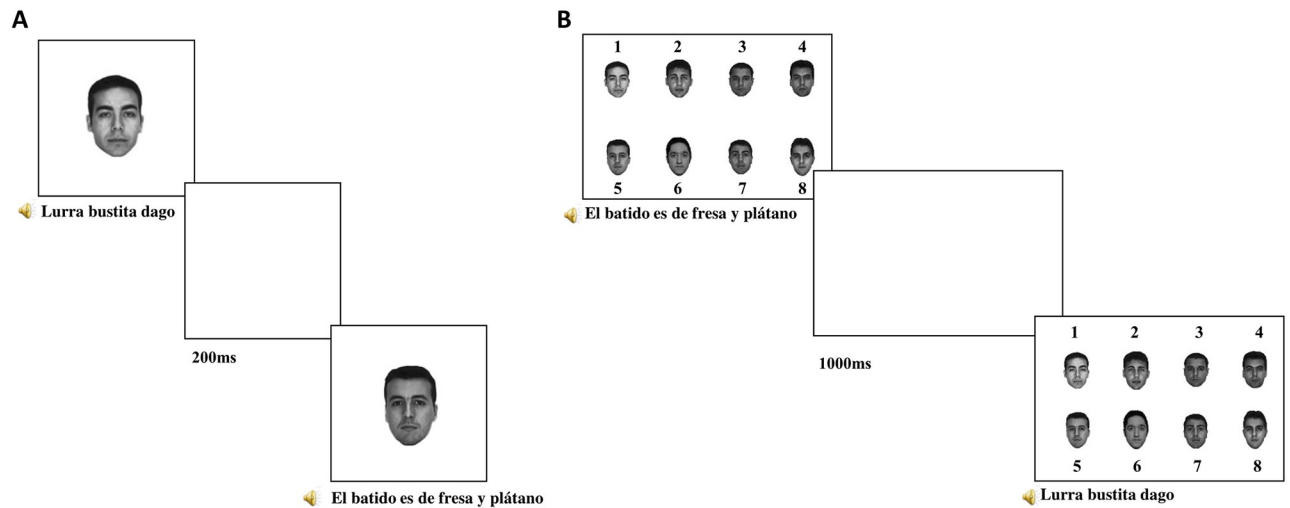 A
Lurra bustita dago
200ms
El batido es de fresa y plátano
B
1 2 3 4
5 6 7 8
El batido es de fresa y plátano
1000ms
1 2 3 4
5 6 7 8
Lurra bustita dago